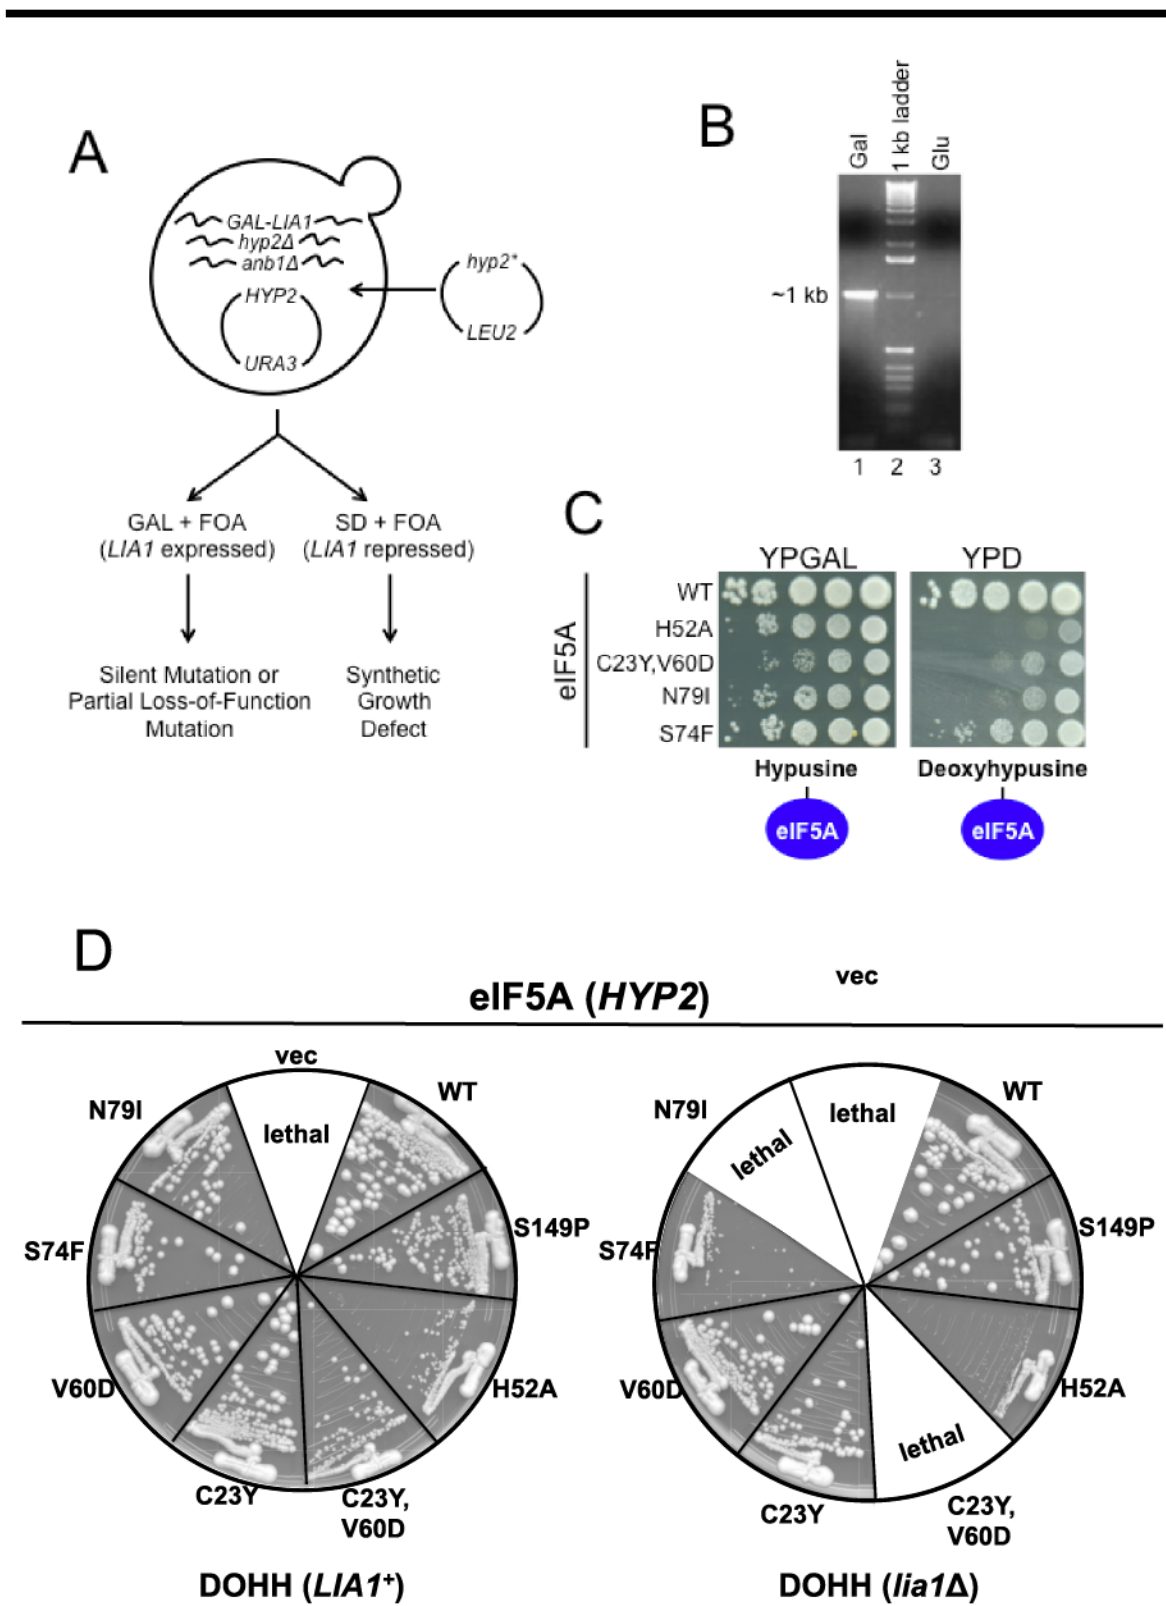 A
GAL-LIA1
hyp2Δ
anb1Δ
HYP2
URA3
hyp2*
LEU2
GAL + FOA
(LIA1 expressed)
SD + FOA
(LIA1 repressed)
Silent Mutation or
Partial Loss-of-Function
Mutation
Synthetic
Growth
Defect
B
Gal
1 kb ladder
Glu
~1 kb
1 2 3
C
YPGAL YPD
eIF5A
WT
H52A
C23Y,V60D
N79I
S74F
Hypusine
eIF5A
Deoxyhypusine
eIF5A
D
eIF5A (HYP2)
vec
vec
lethal
WT
S149P
H52A
C23Y,
V60D
C23Y
V60D
S74F
N79I
DOHH (LIA1+)
lethal
WT
S149P
H52A
lethal
C23Y,
V60D
C23Y
V60D
S74F
N79I
lethal
DOHH (lia1Δ)